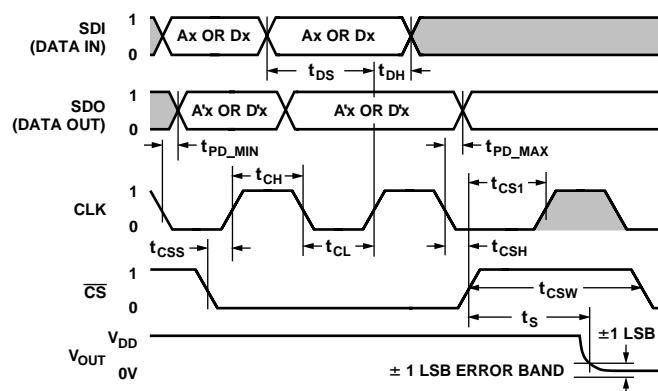 SDI
(DATA IN)
1
0
Ax OR Dx
Ax OR Dx
tDS
tDH
SDO
(DATA OUT)
1
0
A'x OR D'x
A'x OR D'x
tPD_MIN
tPD_MAX
CLK
1
0
tCH
tCS1
tCSS
tCL
tCSH
CS
1
0
tCSW
tS
VOUT
VDD
0V
±1 LSB
± 1 LSB ERROR BAND